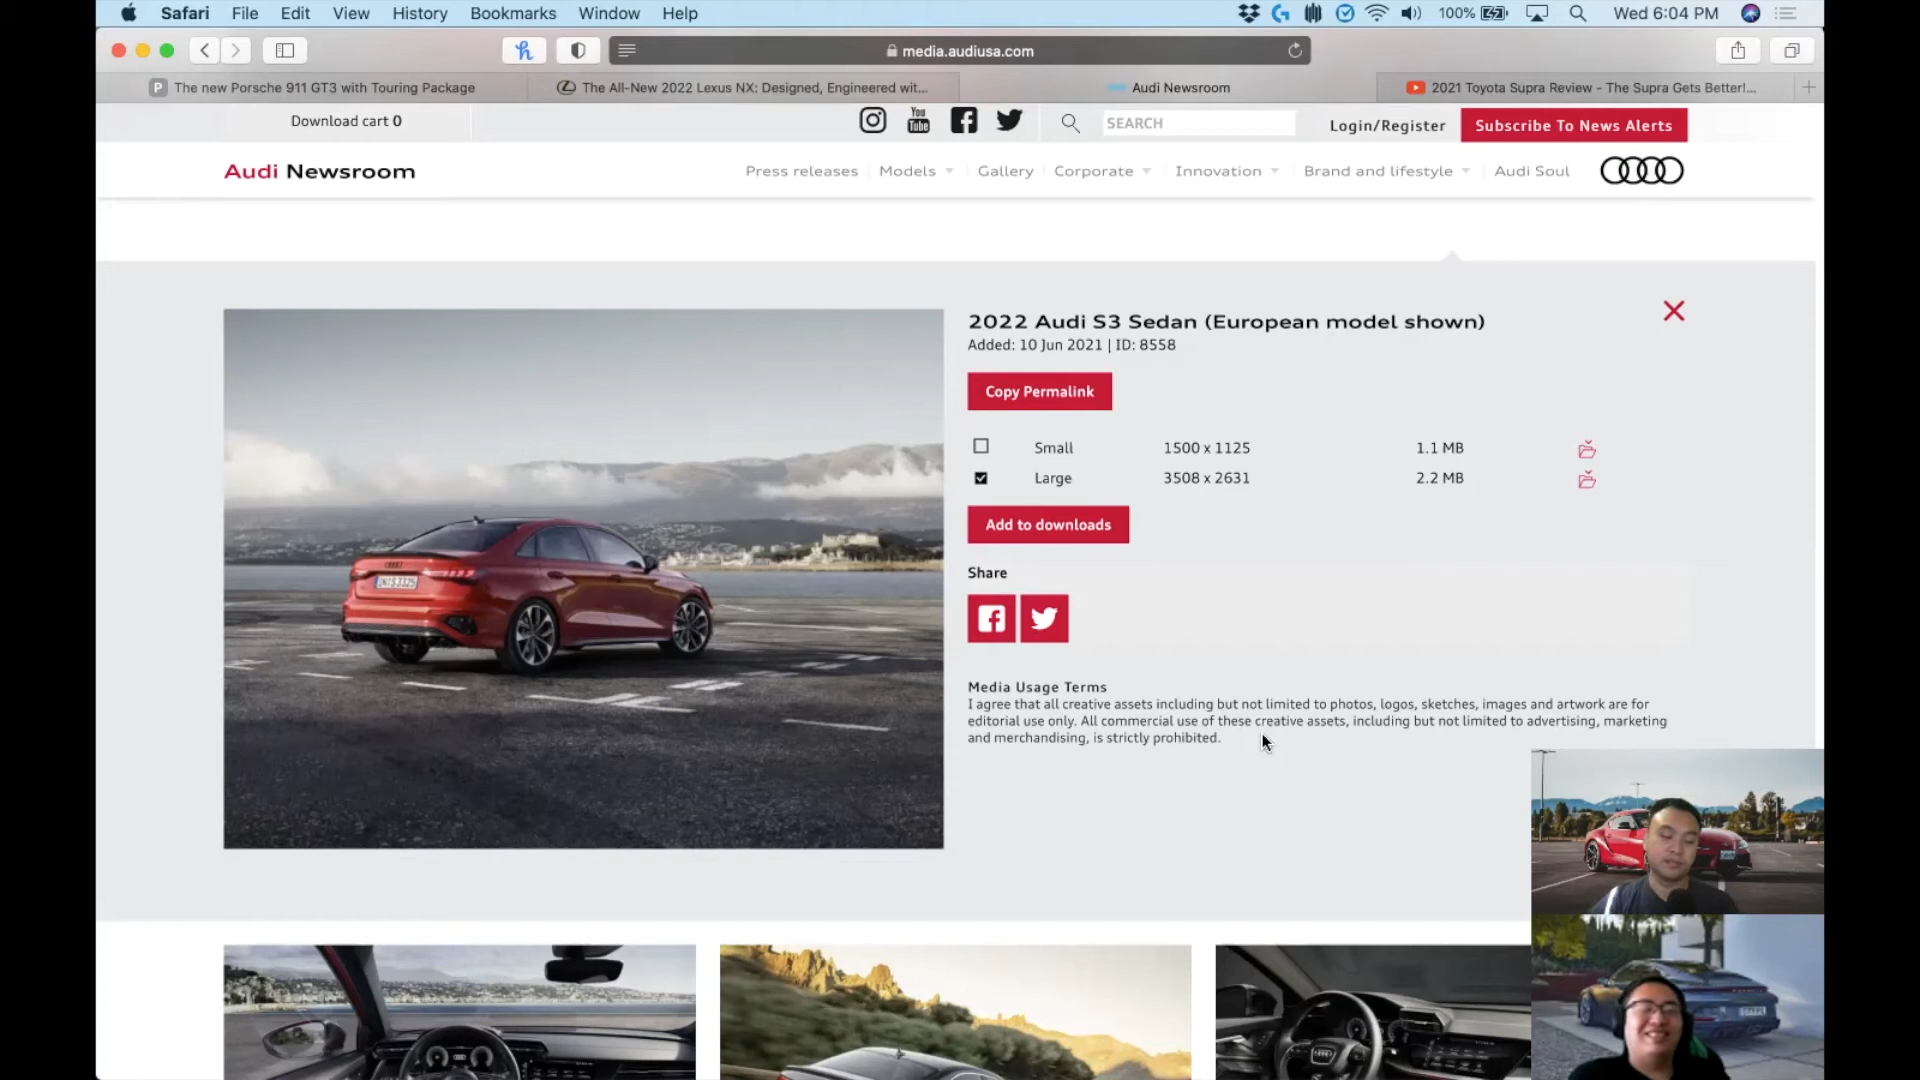 Safari File Edit View History Bookmarks Window Help 100% Wed 6:04 PM
media.audiusa.com
The new Porsche 911 GT3 with Touring Package
The All-New 2022 Lexus NX: Designed, Engineered wit...
Audi Newsroom
2021 Toyota Supra Review - The Supra Gets Better!...
Download cart 0
You Tube
SEARCH
Login/Register
Subscribe To News Alerts
Audi Newsroom
Press releases Models Gallery Corporate Innovation Brand and lifestyle Audi Soul
2022 Audi S3 Sedan (European model shown)
Added: 10 Jun 2021 | ID: 8558
Copy Permalink
Small 1500 x 1125 1.1 MB
Large 3508 x 2631 2.2 MB
Add to downloads
Share
Media Usage Terms
I agree that all creative assets including but not limited to photos, logos, sketches, images and artwork are for
editorial use only. All commercial use of these creative assets, including but not limited to advertising, marketing
and merchandising, is strictly prohibited.